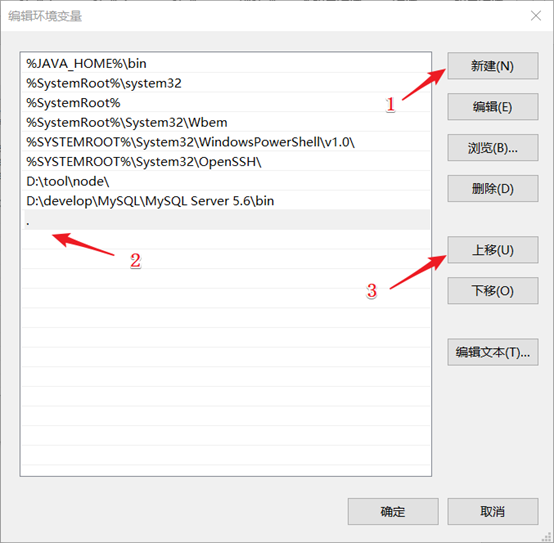 编辑环境变量
%JAVA_HOME%\bin
%SystemRoot%\system32
%SystemRoot%
%SystemRoot%\System32\Wbem
%SYSTEMROOT%\System32\WindowsPowerShell\v1.0\
%SYSTEMROOT%\System32\OpenSSH\
D:\tool\node\
D:\develop\MySQL\MySQL Server 5.6\bin
.
2
新建(N)
1
编辑(E)
浏览(B)...
删除(D)
上移(U)
3
下移(O)
编辑文本(T)...
确定
取消